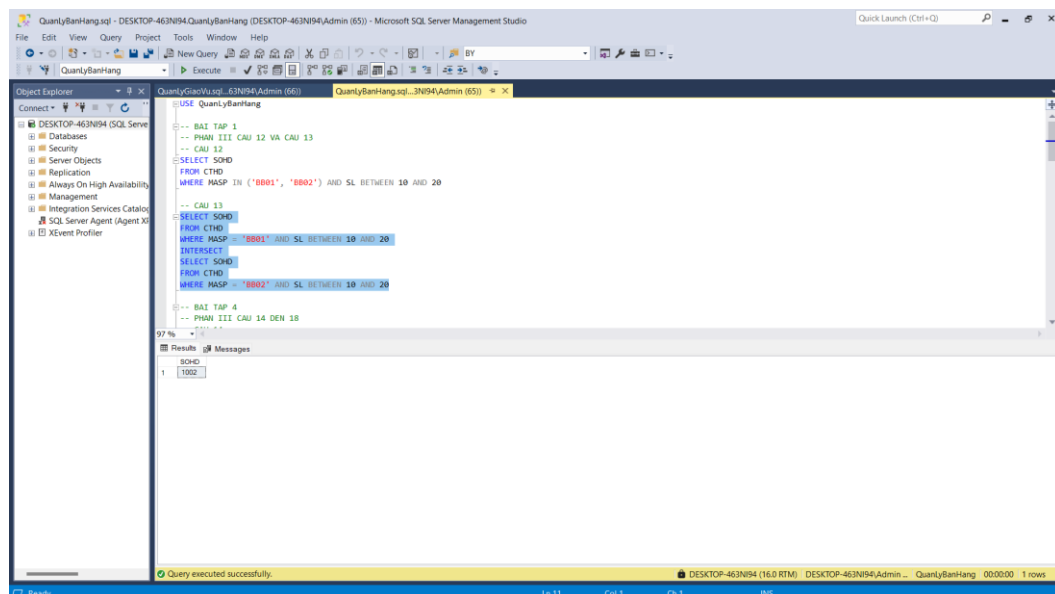 QuanLyBanHang.sql - DESKTOP-463NI94.QuanLyBanHang (DESKTOP-463NI94\Admin (65)) - Microsoft SQL Server Management Studio
Quick Launch (Ctrl+Q)
File Edit View Query Project Tools Window Help
New Query
BY
QuanLyBanHang
Execute
Object Explorer
QuanLyGiaoVu.sql...63NI94\Admin (66))
QuanLyBanHang.sql...3NI94\Admin (65))
Connect
DESKTOP-463NI94 (SQL Serve
Databases
Security
Server Objects
Replication
Always On High Availability
Management
Integration Services Catalog
SQL Server Agent (Agent XP
XEvent Profiler
USE QuanLyBanHang
-- BAI TAP 1
-- PHAN III CAU 12 VA CAU 13
-- CAU 12
SELECT SOHD
FROM CTHD
WHERE MASP IN ('BB01', 'BB02') AND SL BETWEEN 10 AND 20
-- CAU 13
SELECT SOHD
FROM CTHD
WHERE MASP = 'BB01' AND SL BETWEEN 10 AND 20
INTERSECT
SELECT SOHD
FROM CTHD
WHERE MASP = 'BB02' AND SL BETWEEN 10 AND 20
-- BAI TAP 4
-- PHAN III CAU 14 DEN 18
97 %
Results Messages
SOHD
1 1002
Query executed successfully.
DESKTOP-463NI94 (16.0 RTM) DESKTOP-463NI94\Admin ... QuanLyBanHang 00:00:00 1 rows
Ready Ln 11 Col 1 Ch 1 INS